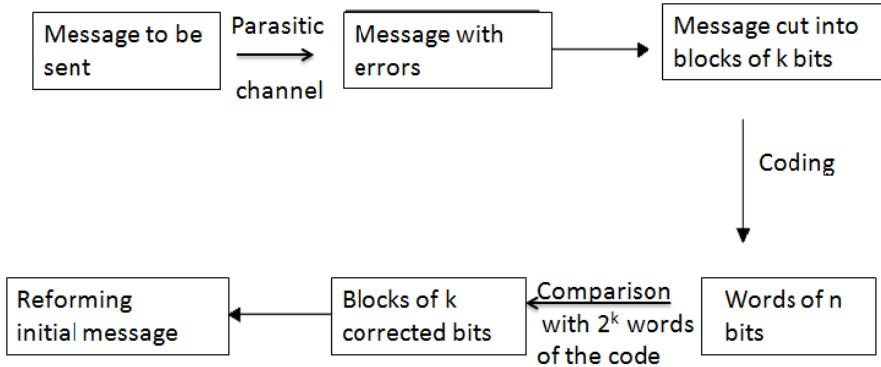 Message to be
sent
Parasitic
channel
Message with
errors
Message cut into
blocks of k bits
Coding
Words of n
bits
Comparison
with 2ᵏ words
of the code
Blocks of k
corrected bits
Reforming
initial message